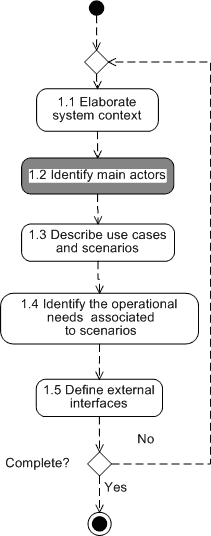 1.1 Elaborate
system context
1.2 Identify main actors
1.3 Describe use cases
and scenarios
1.4 Identify the operational
needs associated
to scenarios
1.5 Define external
interfaces
No
Complete?
Yes